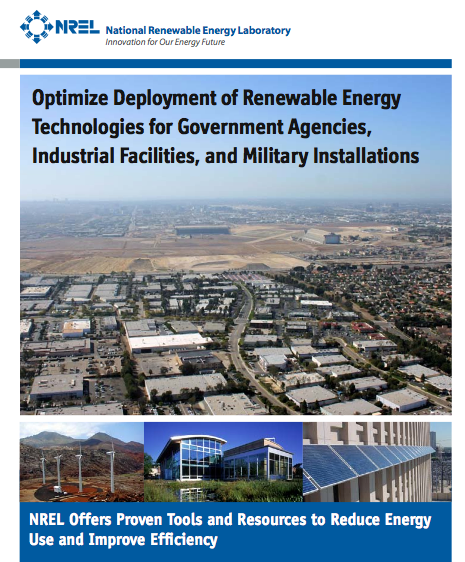 NREL
National Renewable Energy Laboratory
Innovation for Our Energy Future
Optimize Deployment of Renewable Energy
Technologies for Government Agencies,
Industrial Facilities, and Military Installations
NREL Offers Proven Tools and Resources to Reduce Energy
Use and Improve Efficiency